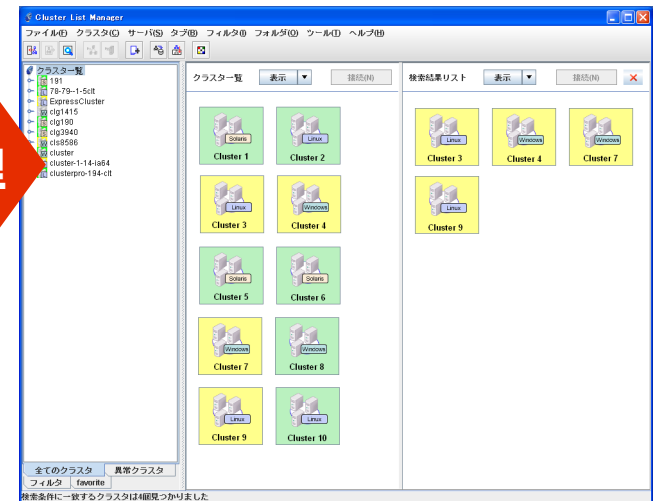 Cluster List Manager
ファイル(F) クラスタ(C) サーバ(S) タブ(B) フィルタ(I) フォルダ(O) ツール(T) ヘルプ(H)
クラスター覧
191
78-79--1-5clt
ExpressCluster
clg1415
clg190
clg3940
cls8586
cluster
cluster-1-14-ia64
clusterpro-194-clt
全てのクラスタ 異常クラスタ
フィルタ favorite
クラスター覧 表示 接続(N)
Solaris Linux
Cluster 1 Cluster 2
Linux Windows
Cluster 3 Cluster 4
Solaris Solaris
Cluster 5 Cluster 6
Windows Windows
Cluster 7 Cluster 8
Linux Linux
Cluster 9 Cluster 10
検索結果リスト 表示 接続(N)
Linux Windows Windows
Cluster 3 Cluster 4 Cluster 7
Linux
Cluster 9
検索条件に一致するクラスタは4個見つかりました